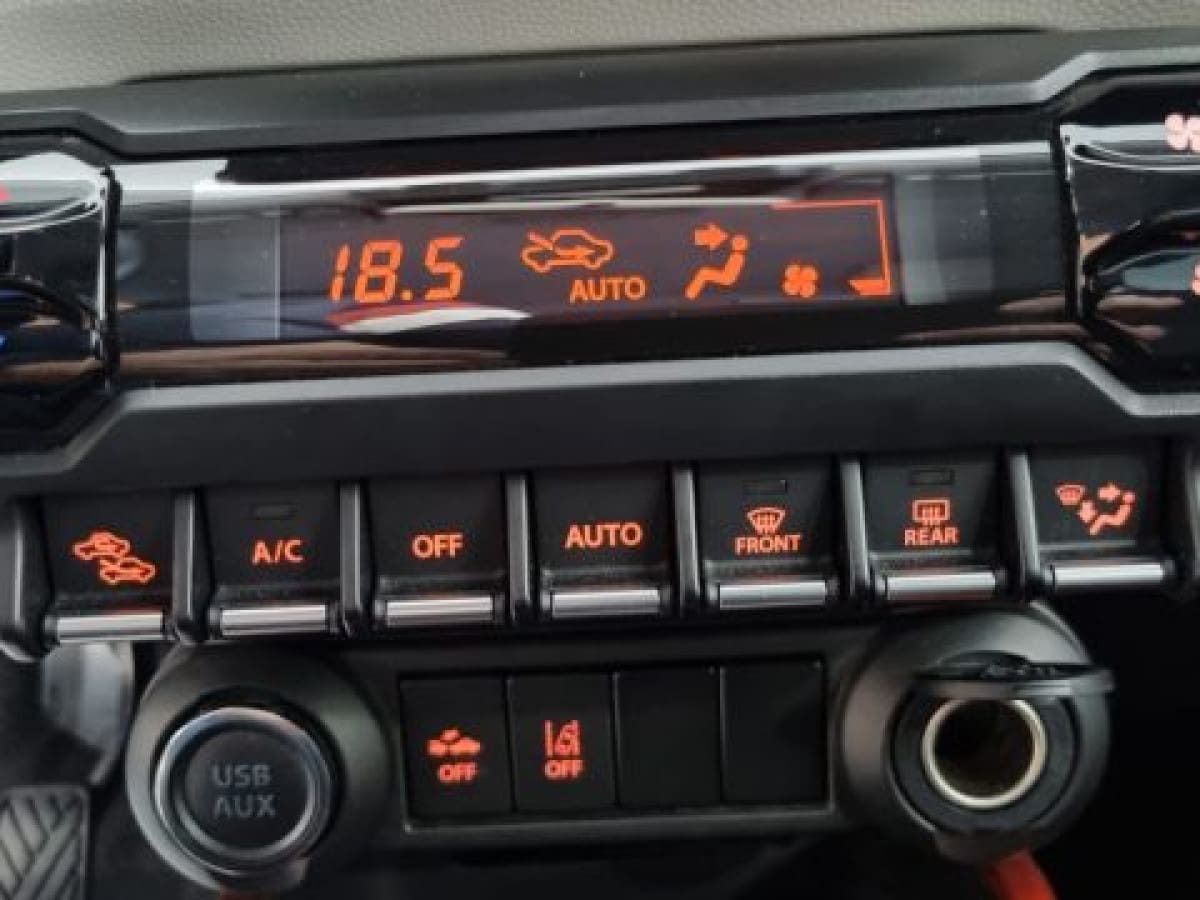 18.5
AUTO
A/C
OFF
AUTO
FRONT
REAR
OFF
OFF
USB
AUX